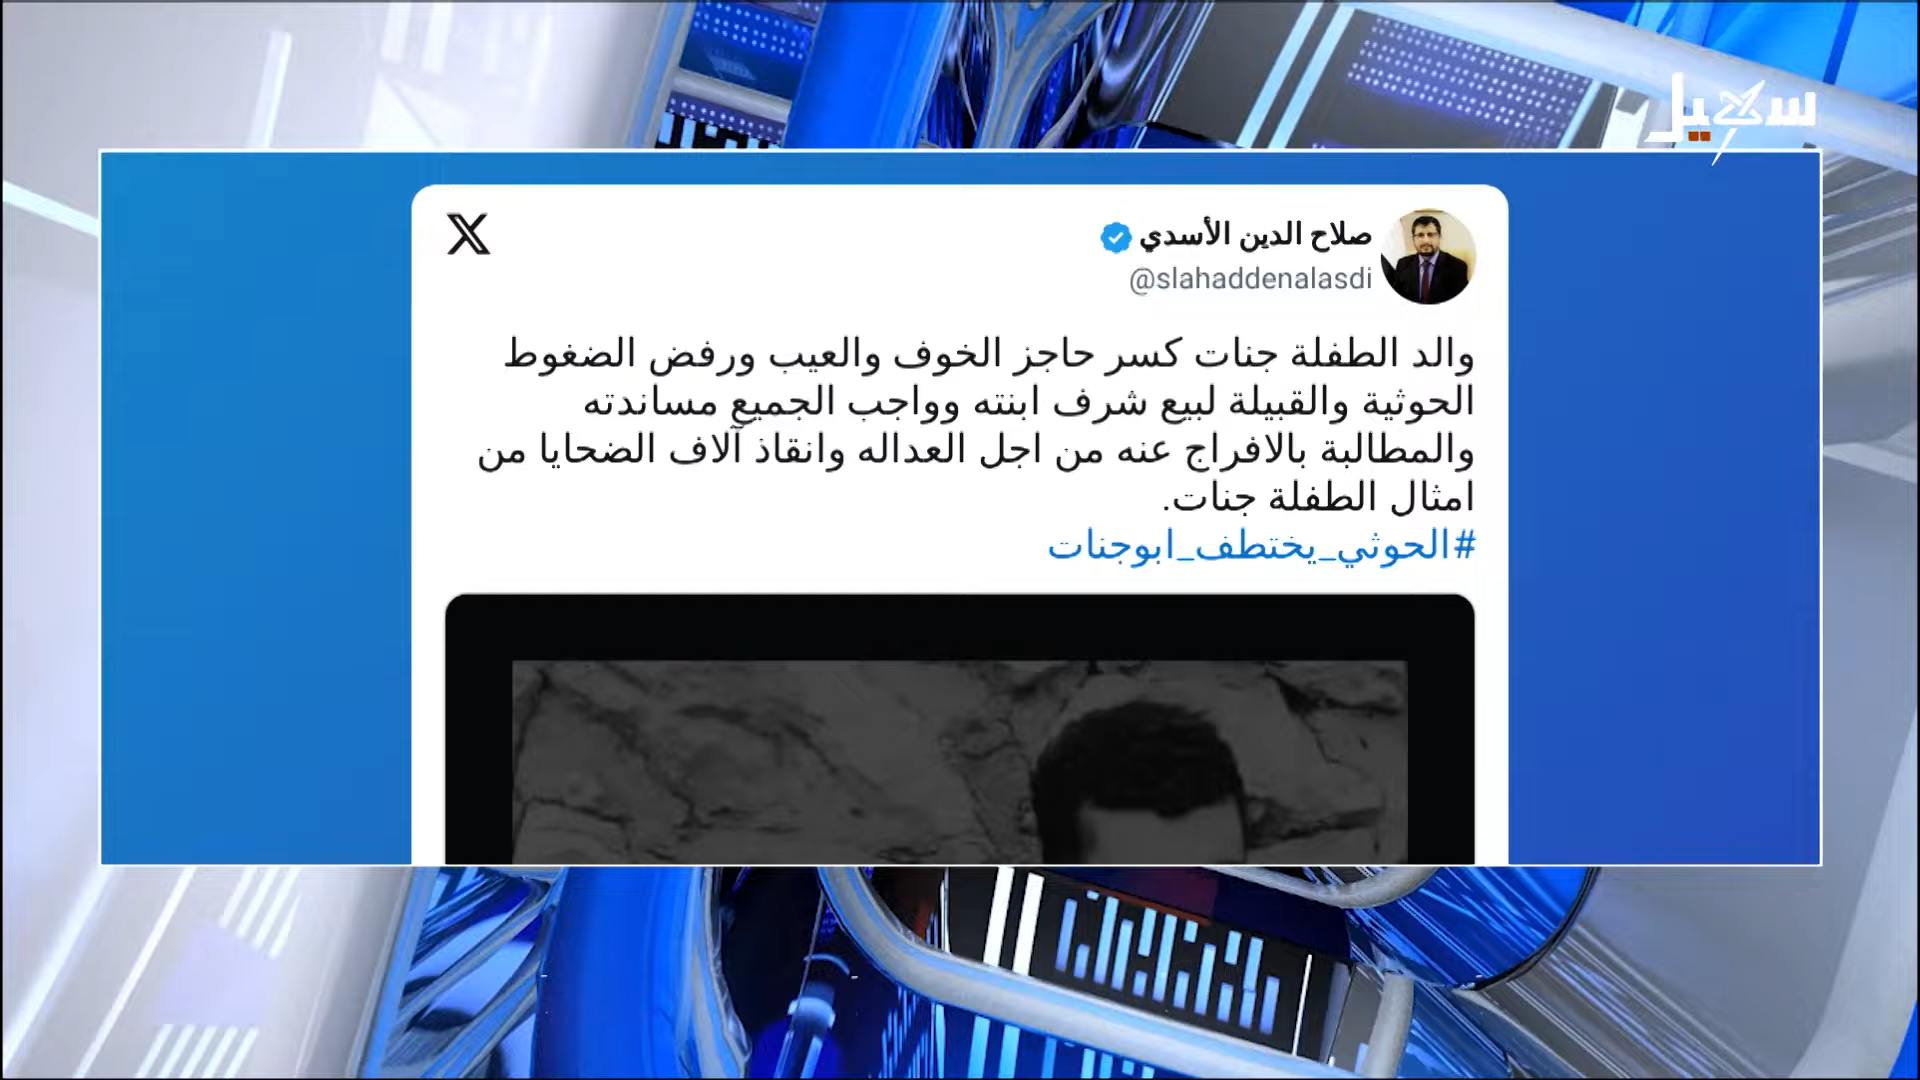 سهيل
صلاح الدين الأسدي
@slahaddenalasdi
والد الطفلة جنات كسر حاجز الخوف والعيب ورفض الضغوط
الحوثية والقبيلة لبيع شرف ابنته وواجب الجميع مساندته
والمطالبة بالافراج عنه من اجل العداله وانقاذ آلاف الضحايا من
امثال الطفلة جنات.
#الحوثي_يختطف_ابوجنات